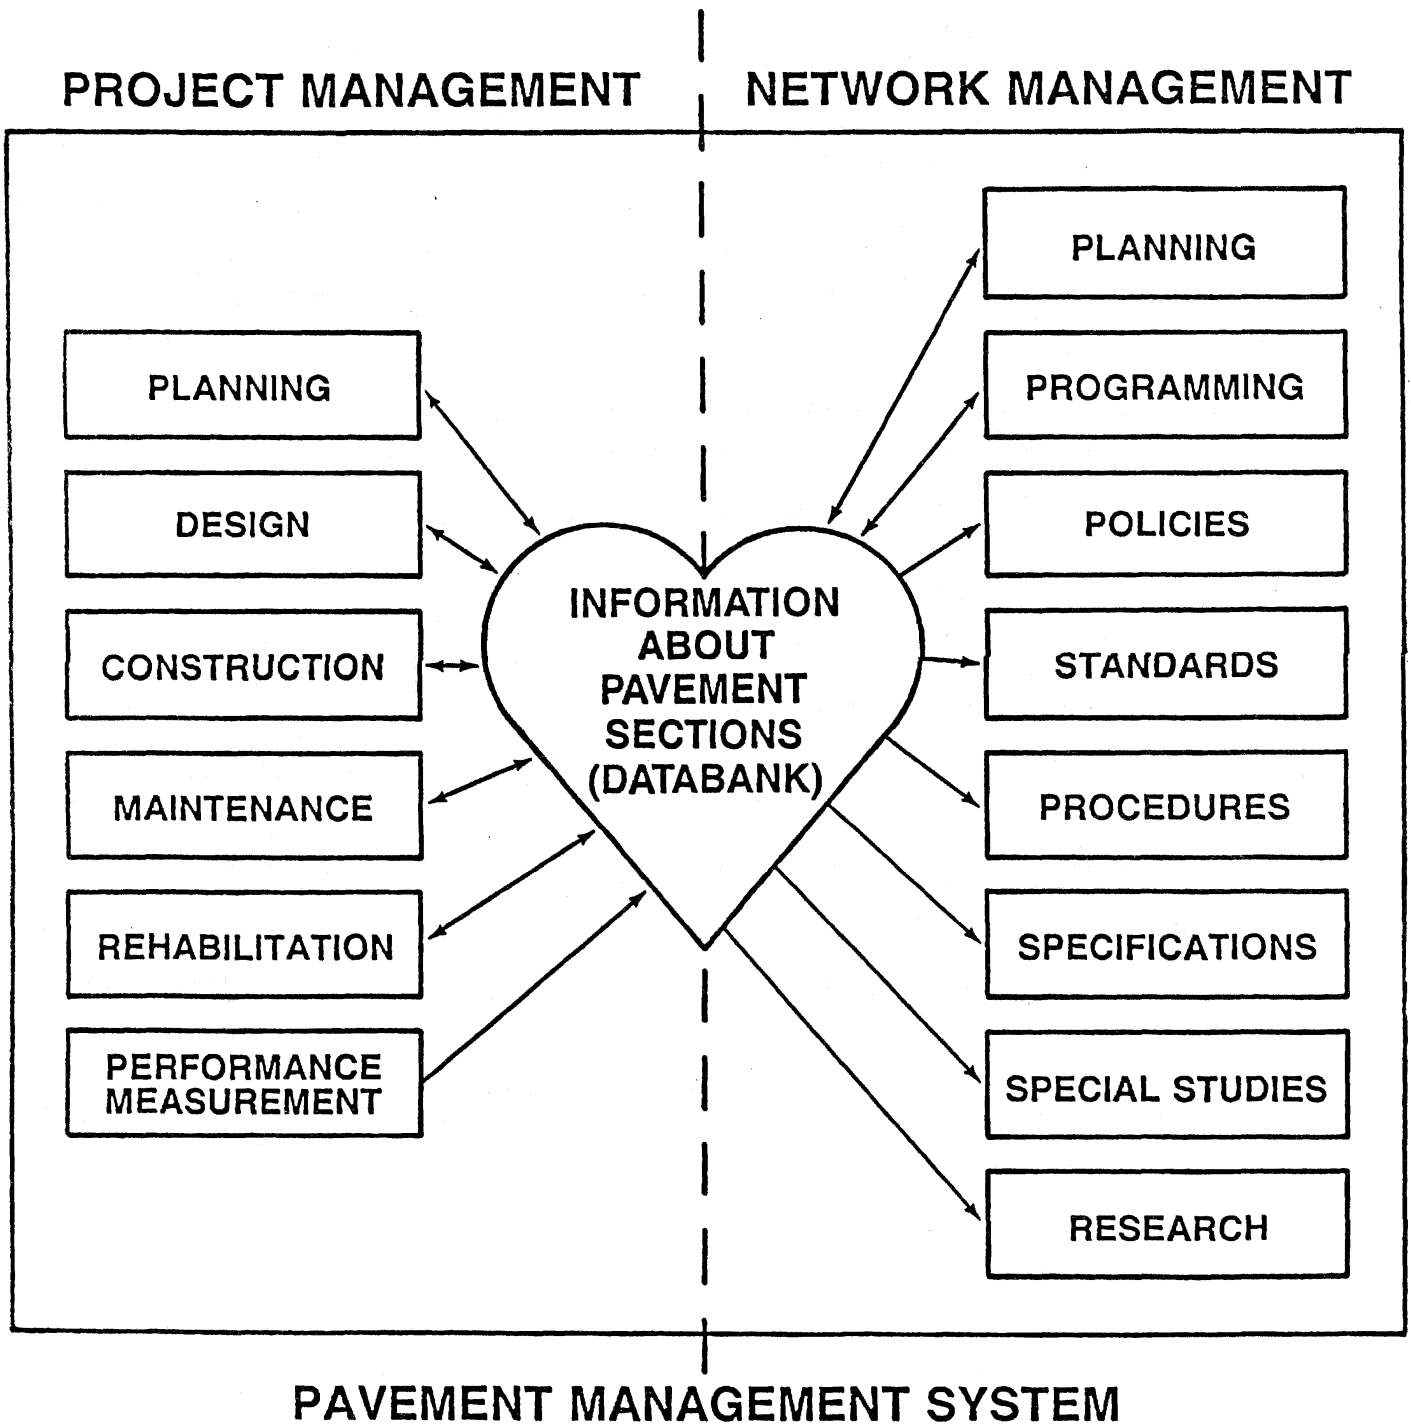 PROJECT MANAGEMENT
NETWORK MANAGEMENT
PLANNING
DESIGN
CONSTRUCTION
MAINTENANCE
REHABILITATION
PERFORMANCE
MEASUREMENT
INFORMATION
ABOUT
PAVEMENT
SECTIONS
(DATABANK)
PLANNING
PROGRAMMING
POLICIES
STANDARDS
PROCEDURES
SPECIFICATIONS
SPECIAL STUDIES
RESEARCH
PAVEMENT MANAGEMENT SYSTEM